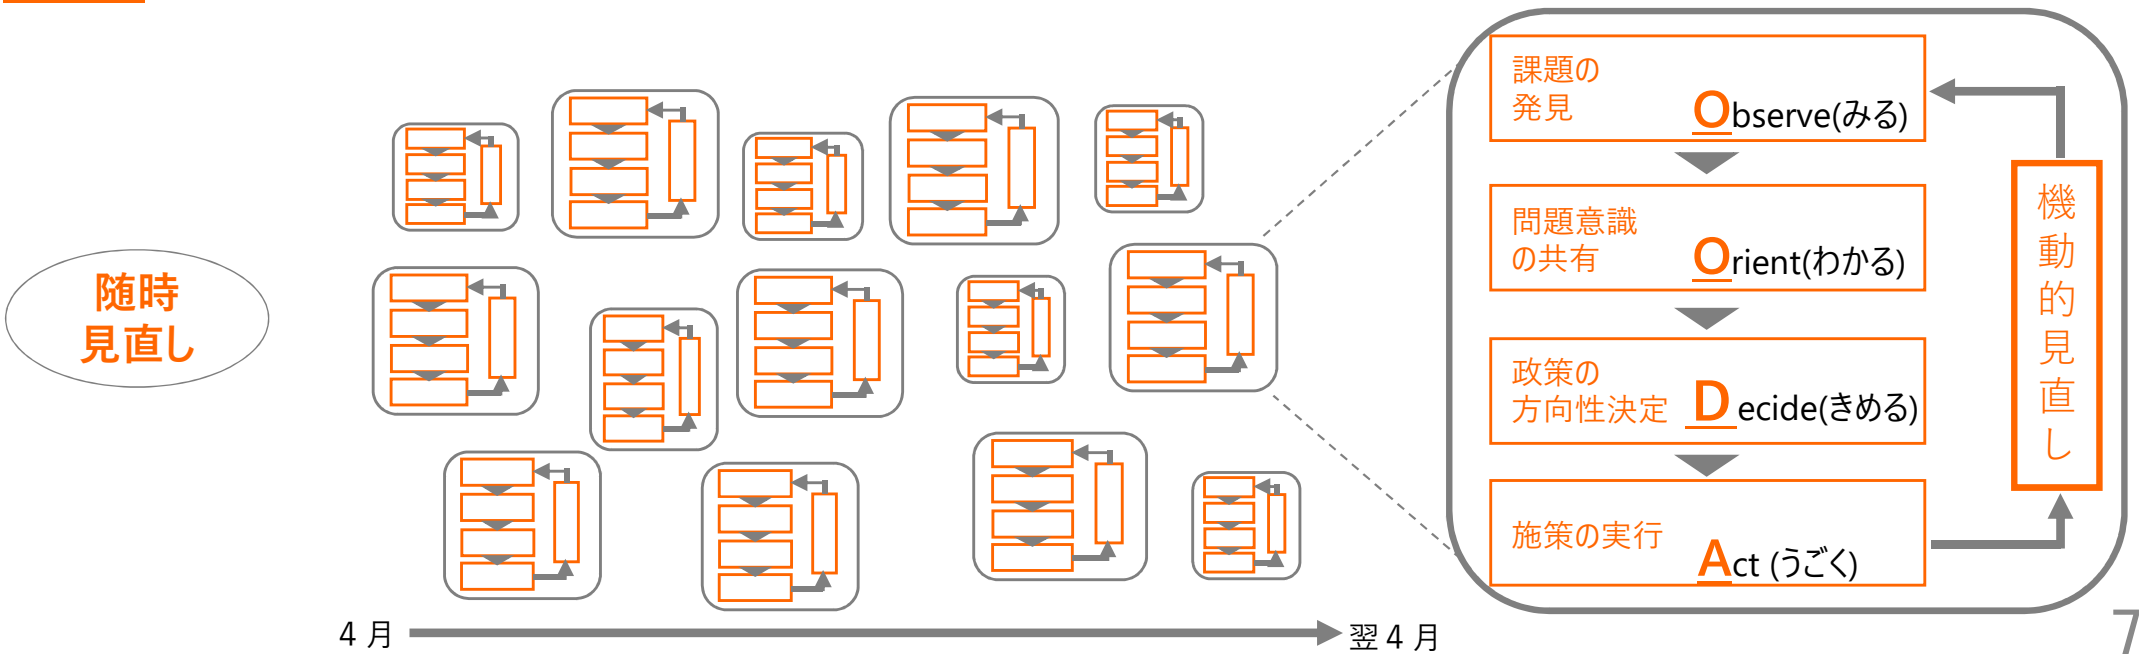 随時
見直し
4月
翌4月
課題の
発見
Observe(みる)
問題意識
の共有
Orient(わかる)
政策の
方向性決定
Decide(きめる)
施策の実行
Act (うごく)
機動的見直し
7